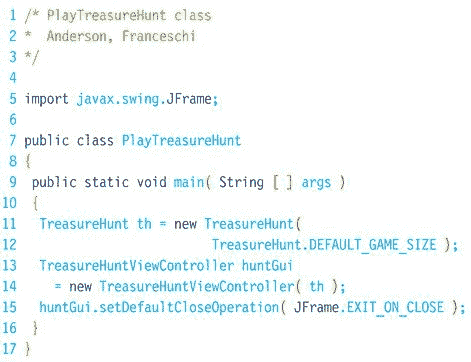 1 /* PlayTreasureHunt class
2 *  Anderson, Franceschi
3 */
4
5 import javax.swing.JFrame;
6
7 public class PlayTreasureHunt
8 {
9  public static void main( String [ ] args )
10  {
11   TreasureHunt th = new TreasureHunt(
12                         TreasureHunt.DEFAULT_GAME_SIZE );
13   TreasureHuntViewController huntGui
14     = new TreasureHuntViewController( th );
15   huntGui.setDefaultCloseOperation( JFrame.EXIT_ON_CLOSE );
16  }
17 }